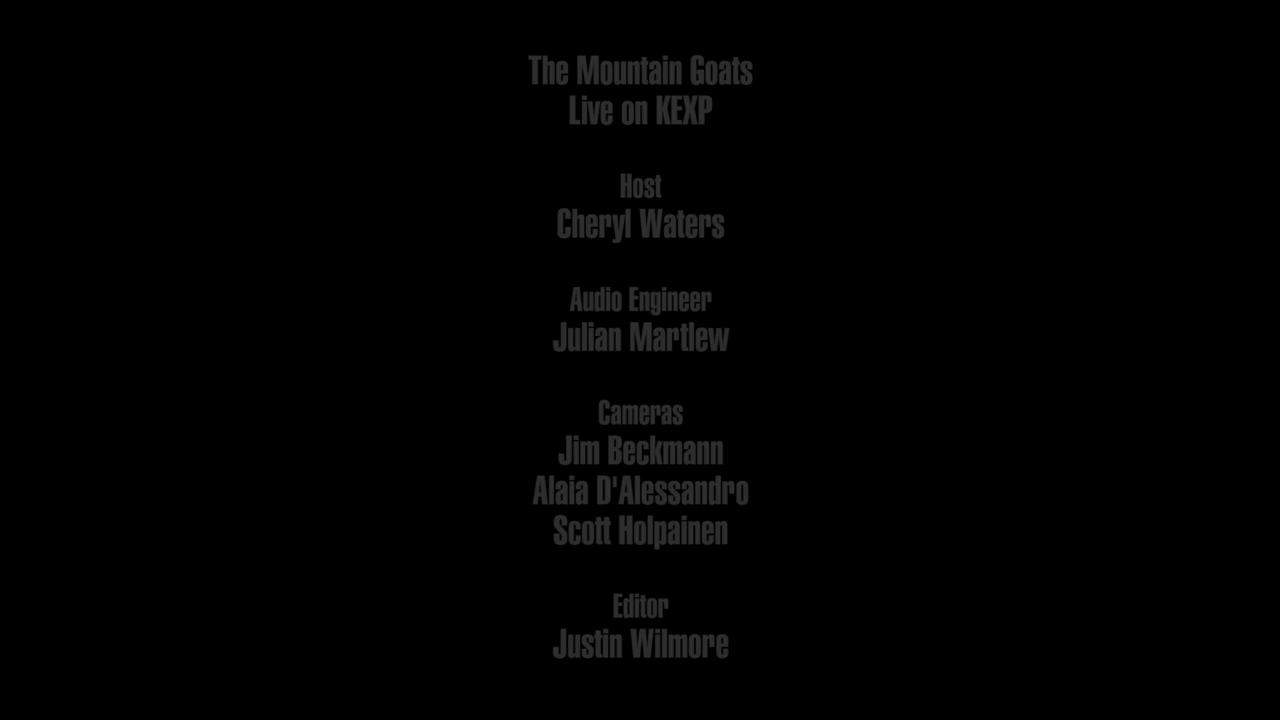 The Mountain Goats
Live on KEXP
Host
Cheryl Waters
Audio Engineer
Julian Martlew
Cameras
Jim Beckmann
Alaia D'Alessandro
Scott Holpainen
Editor
Justin Wilmore